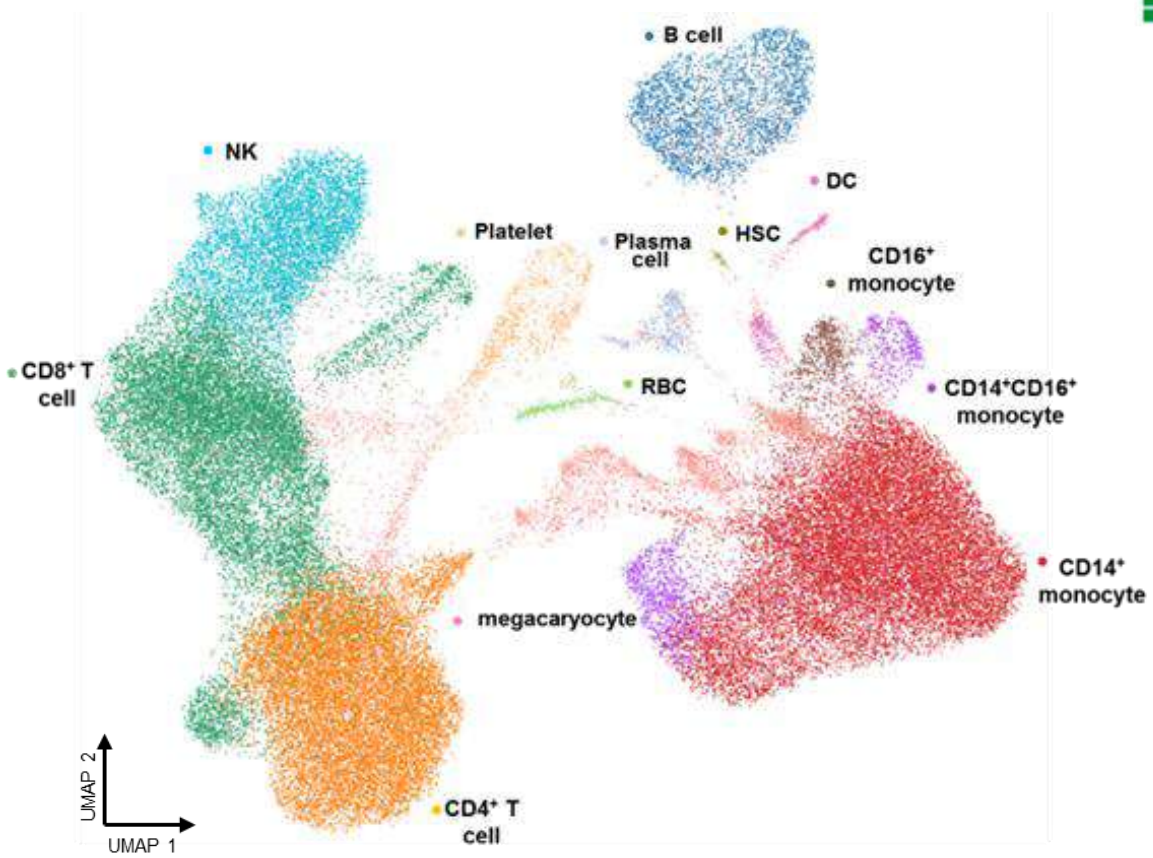 B cell
NK
DC
Platelet
Plasma
cell
HSC
CD16⁺
monocyte
CD8⁺ T
cell
RBC
CD14⁺CD16⁺
monocyte
CD14⁺
monocyte
megacaryocyte
UMAP 2
CD4⁺ T
cell
UMAP 1